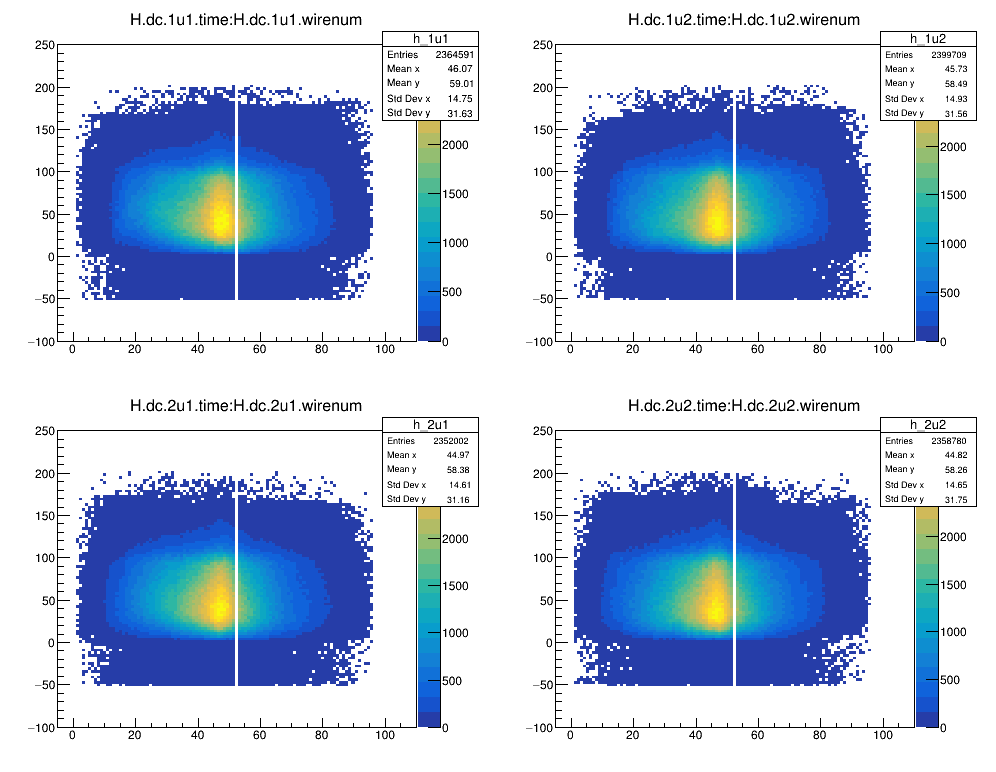 H.dc.1u1.time:H.dc.1u1.wirenum
h_1u1
Entries 2364591
Mean x 46.07
Mean y 59.01
Std Dev x 14.75
Std Dev y 31.63
250
200
150
100
50
0
−50
−100
0 20 40 60 80 100
2000
1500
1000
500
0
H.dc.1u2.time:H.dc.1u2.wirenum
h_1u2
Entries 2399709
Mean x 45.73
Mean y 58.49
Std Dev x 14.93
Std Dev y 31.56
250
200
150
100
50
0
−50
−100
0 20 40 60 80 100
2000
1500
1000
500
0
H.dc.2u1.time:H.dc.2u1.wirenum
h_2u1
Entries 2352002
Mean x 44.97
Mean y 58.38
Std Dev x 14.61
Std Dev y 31.16
250
200
150
100
50
0
−50
−100
0 20 40 60 80 100
2000
1500
1000
500
0
H.dc.2u2.time:H.dc.2u2.wirenum
h_2u2
Entries 2358780
Mean x 44.82
Mean y 58.26
Std Dev x 14.65
Std Dev y 31.75
250
200
150
100
50
0
−50
−100
0 20 40 60 80 100
2000
1500
1000
500
0